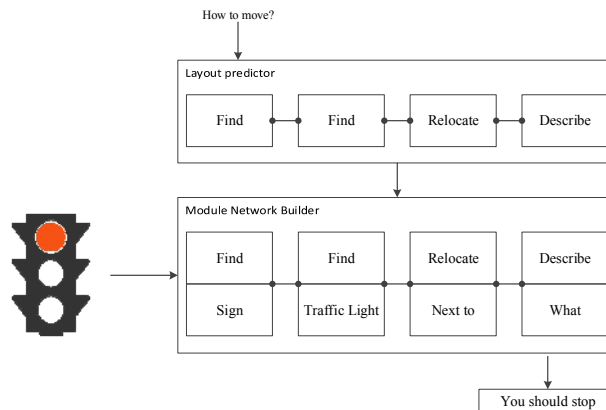 How to move?
Layout predictor
Find Find Relocate Describe
Module Network Builder
Find Find Relocate Describe
Sign Traffic Light Next to What
You should stop